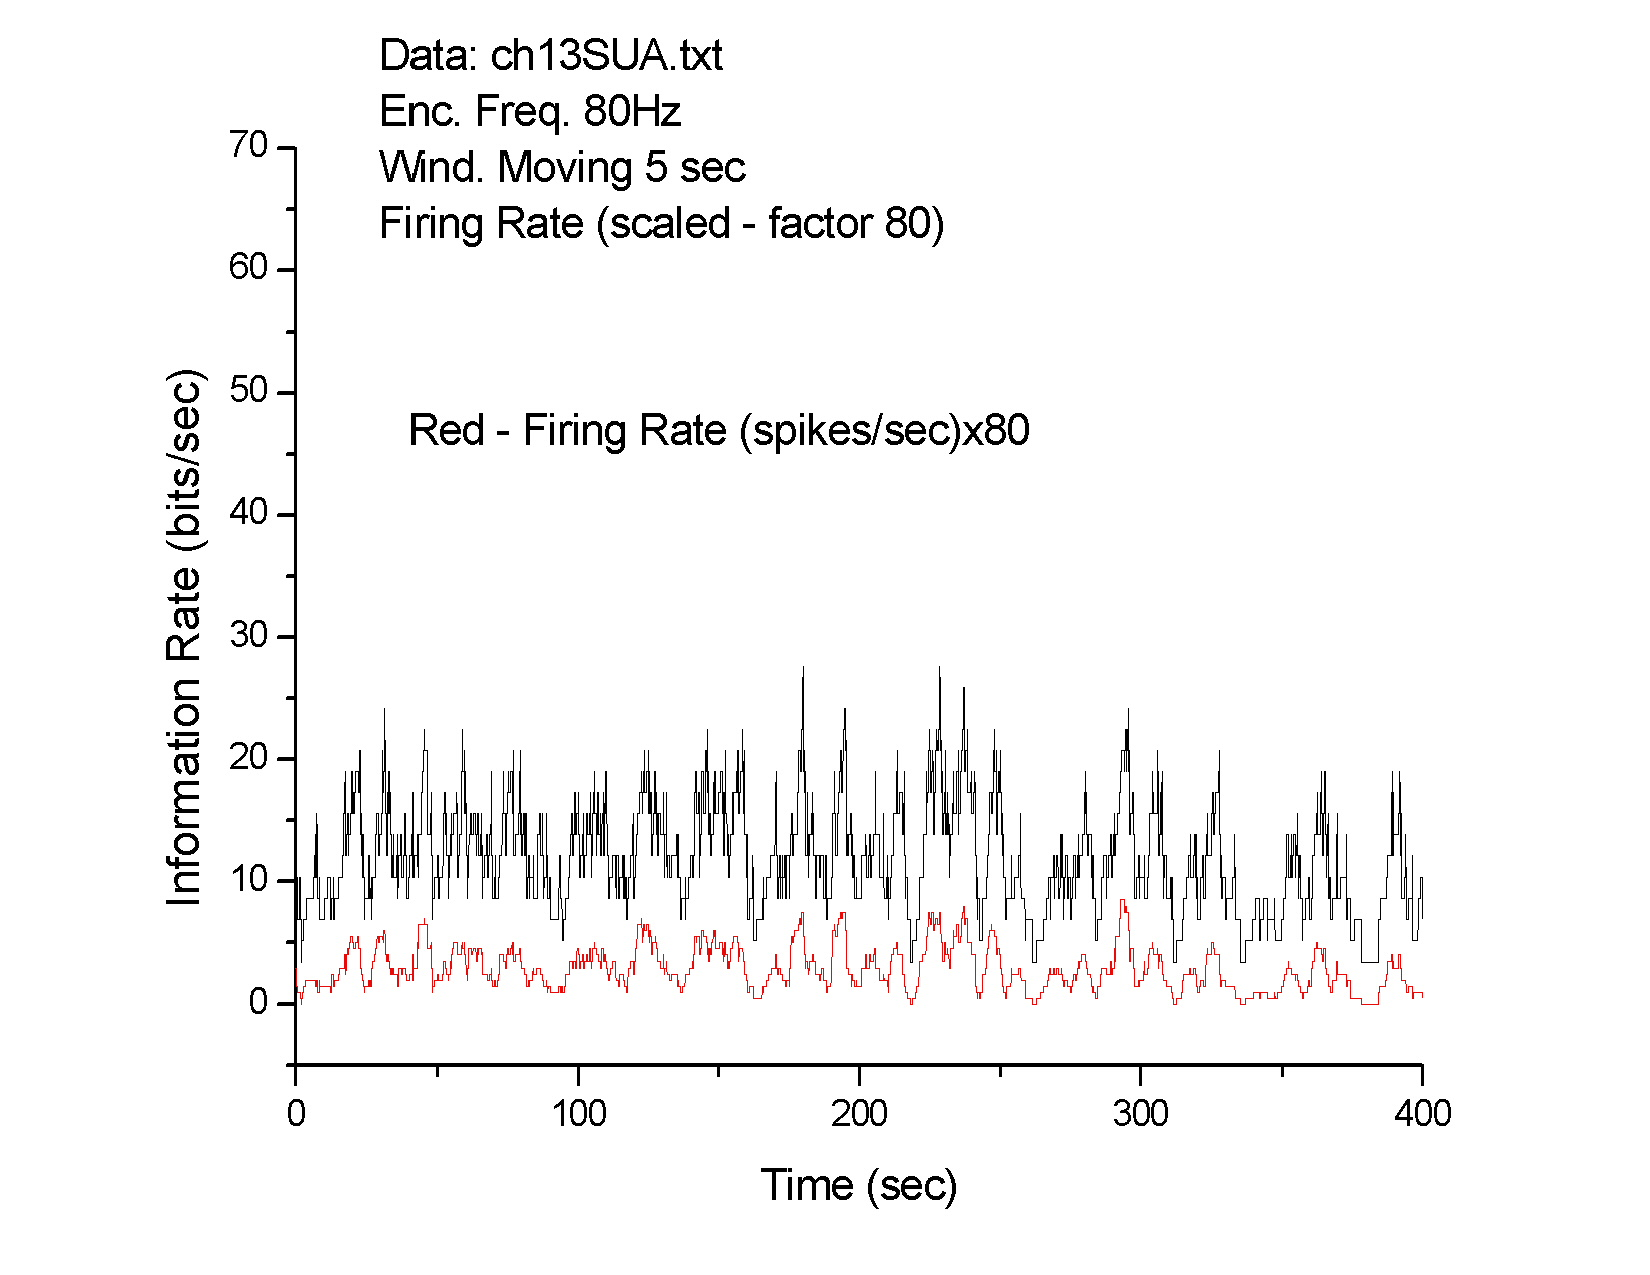 Data: ch13SUA.txt
Enc. Freq. 80Hz
Wind. Moving 5 sec
Firing Rate (scaled - factor 80)
70
60
50
40
30
20
10
0
Information Rate (bits/sec)
Red - Firing Rate (spikes/sec)x80
0 100 200 300 400
Time (sec)